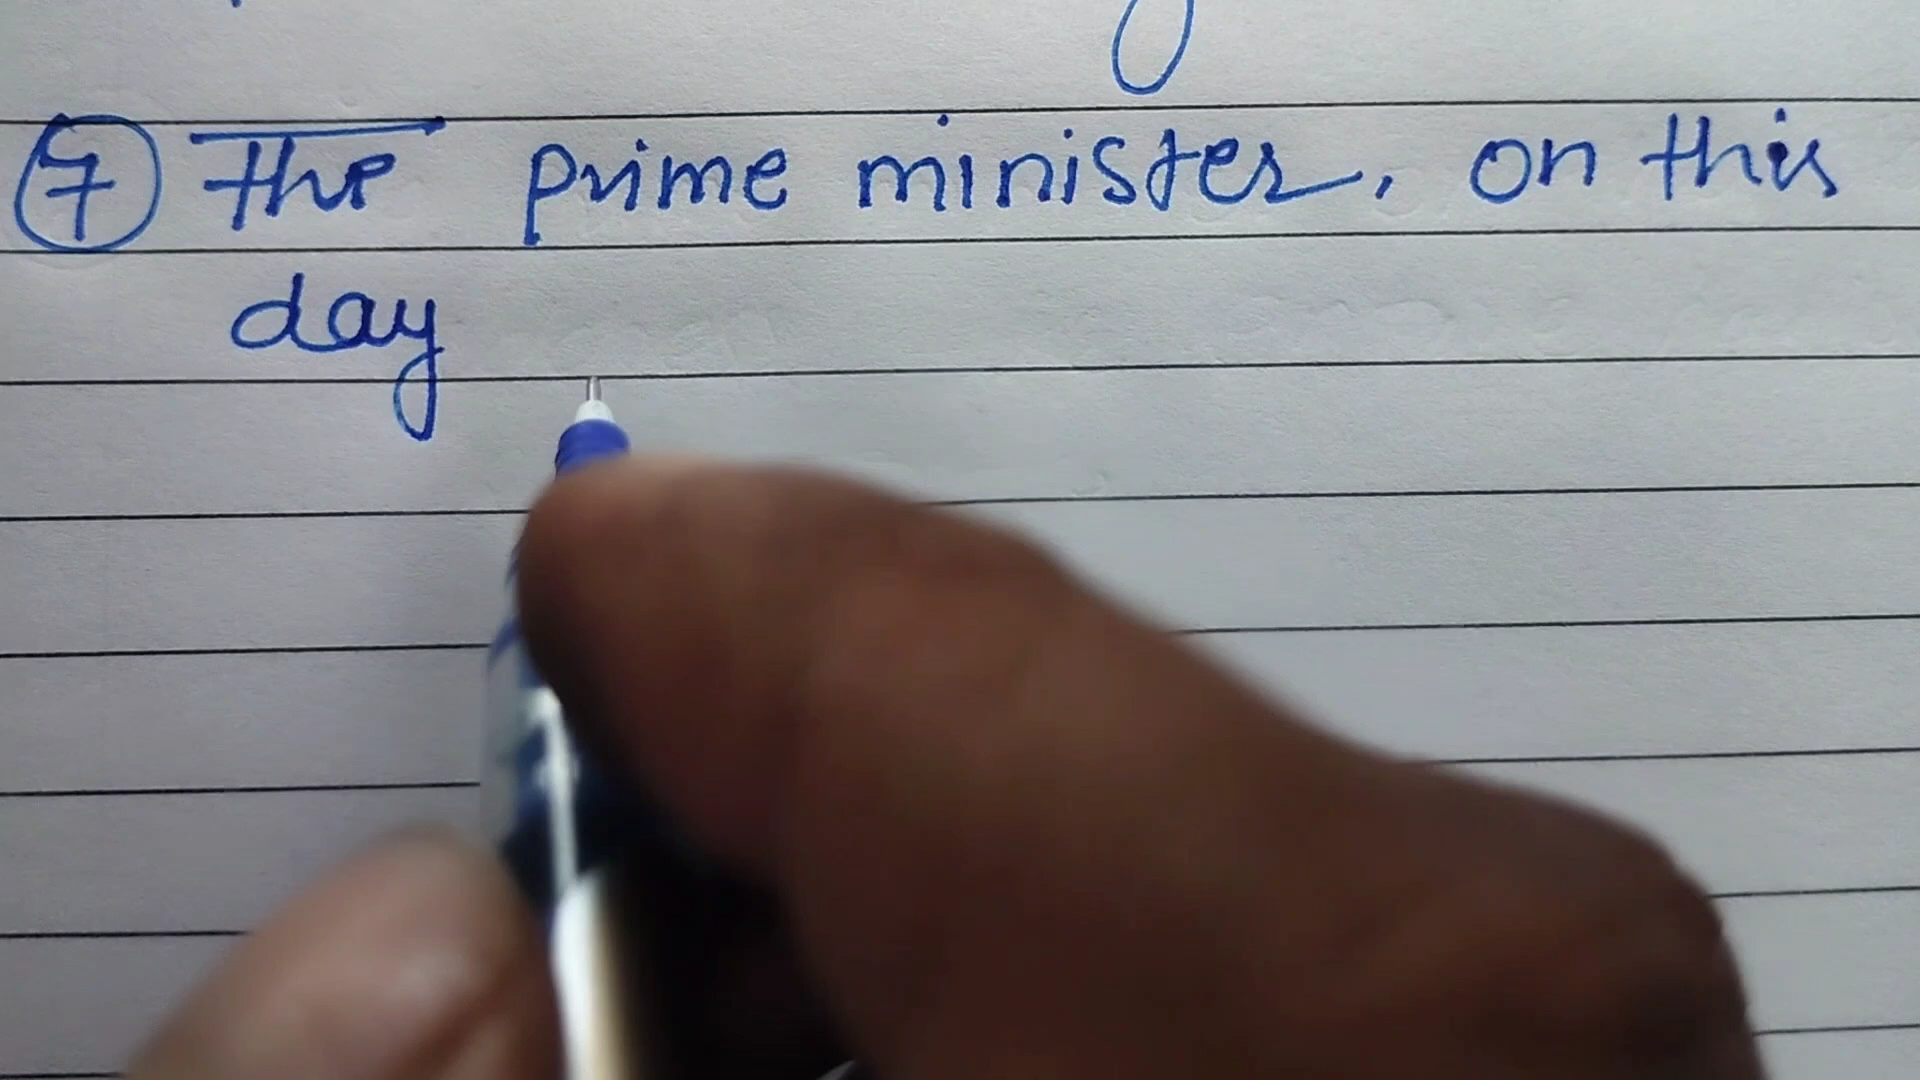 7 The prime minister, on this
day